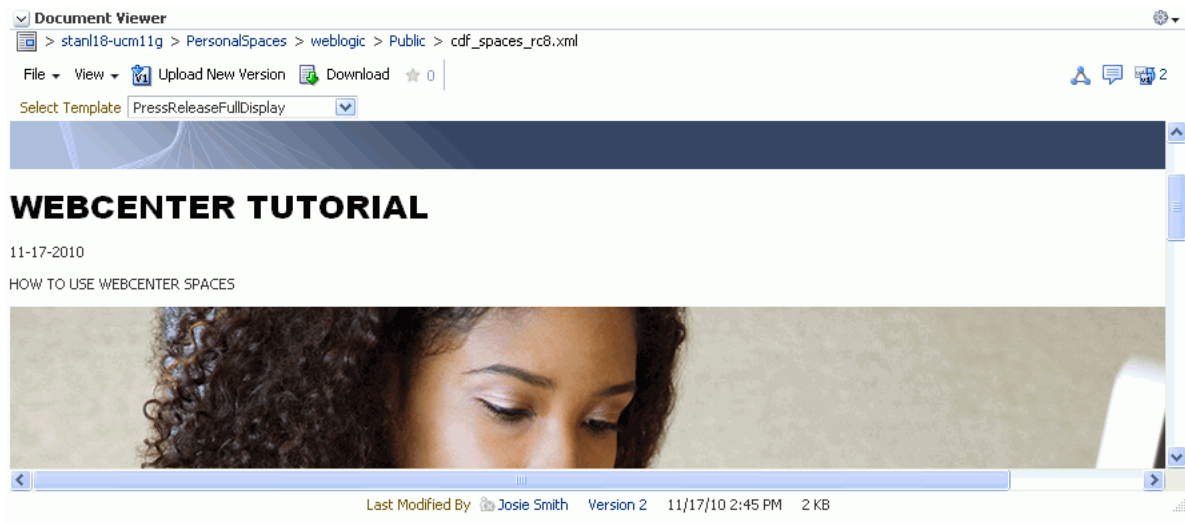 Document Viewer
> stanl18-ucm11g > PersonalSpaces > weblogic > Public > cdf_spaces_rc8.xml
File View V1 Upload New Version Download 0 V1 2
Select Template PressReleaseFullDisplay
WEBCENTER TUTORIAL
11-17-2010
HOW TO USE WEBCENTER SPACES
Last Modified By Josie Smith Version 2 11/17/10 2:45 PM 2 KB